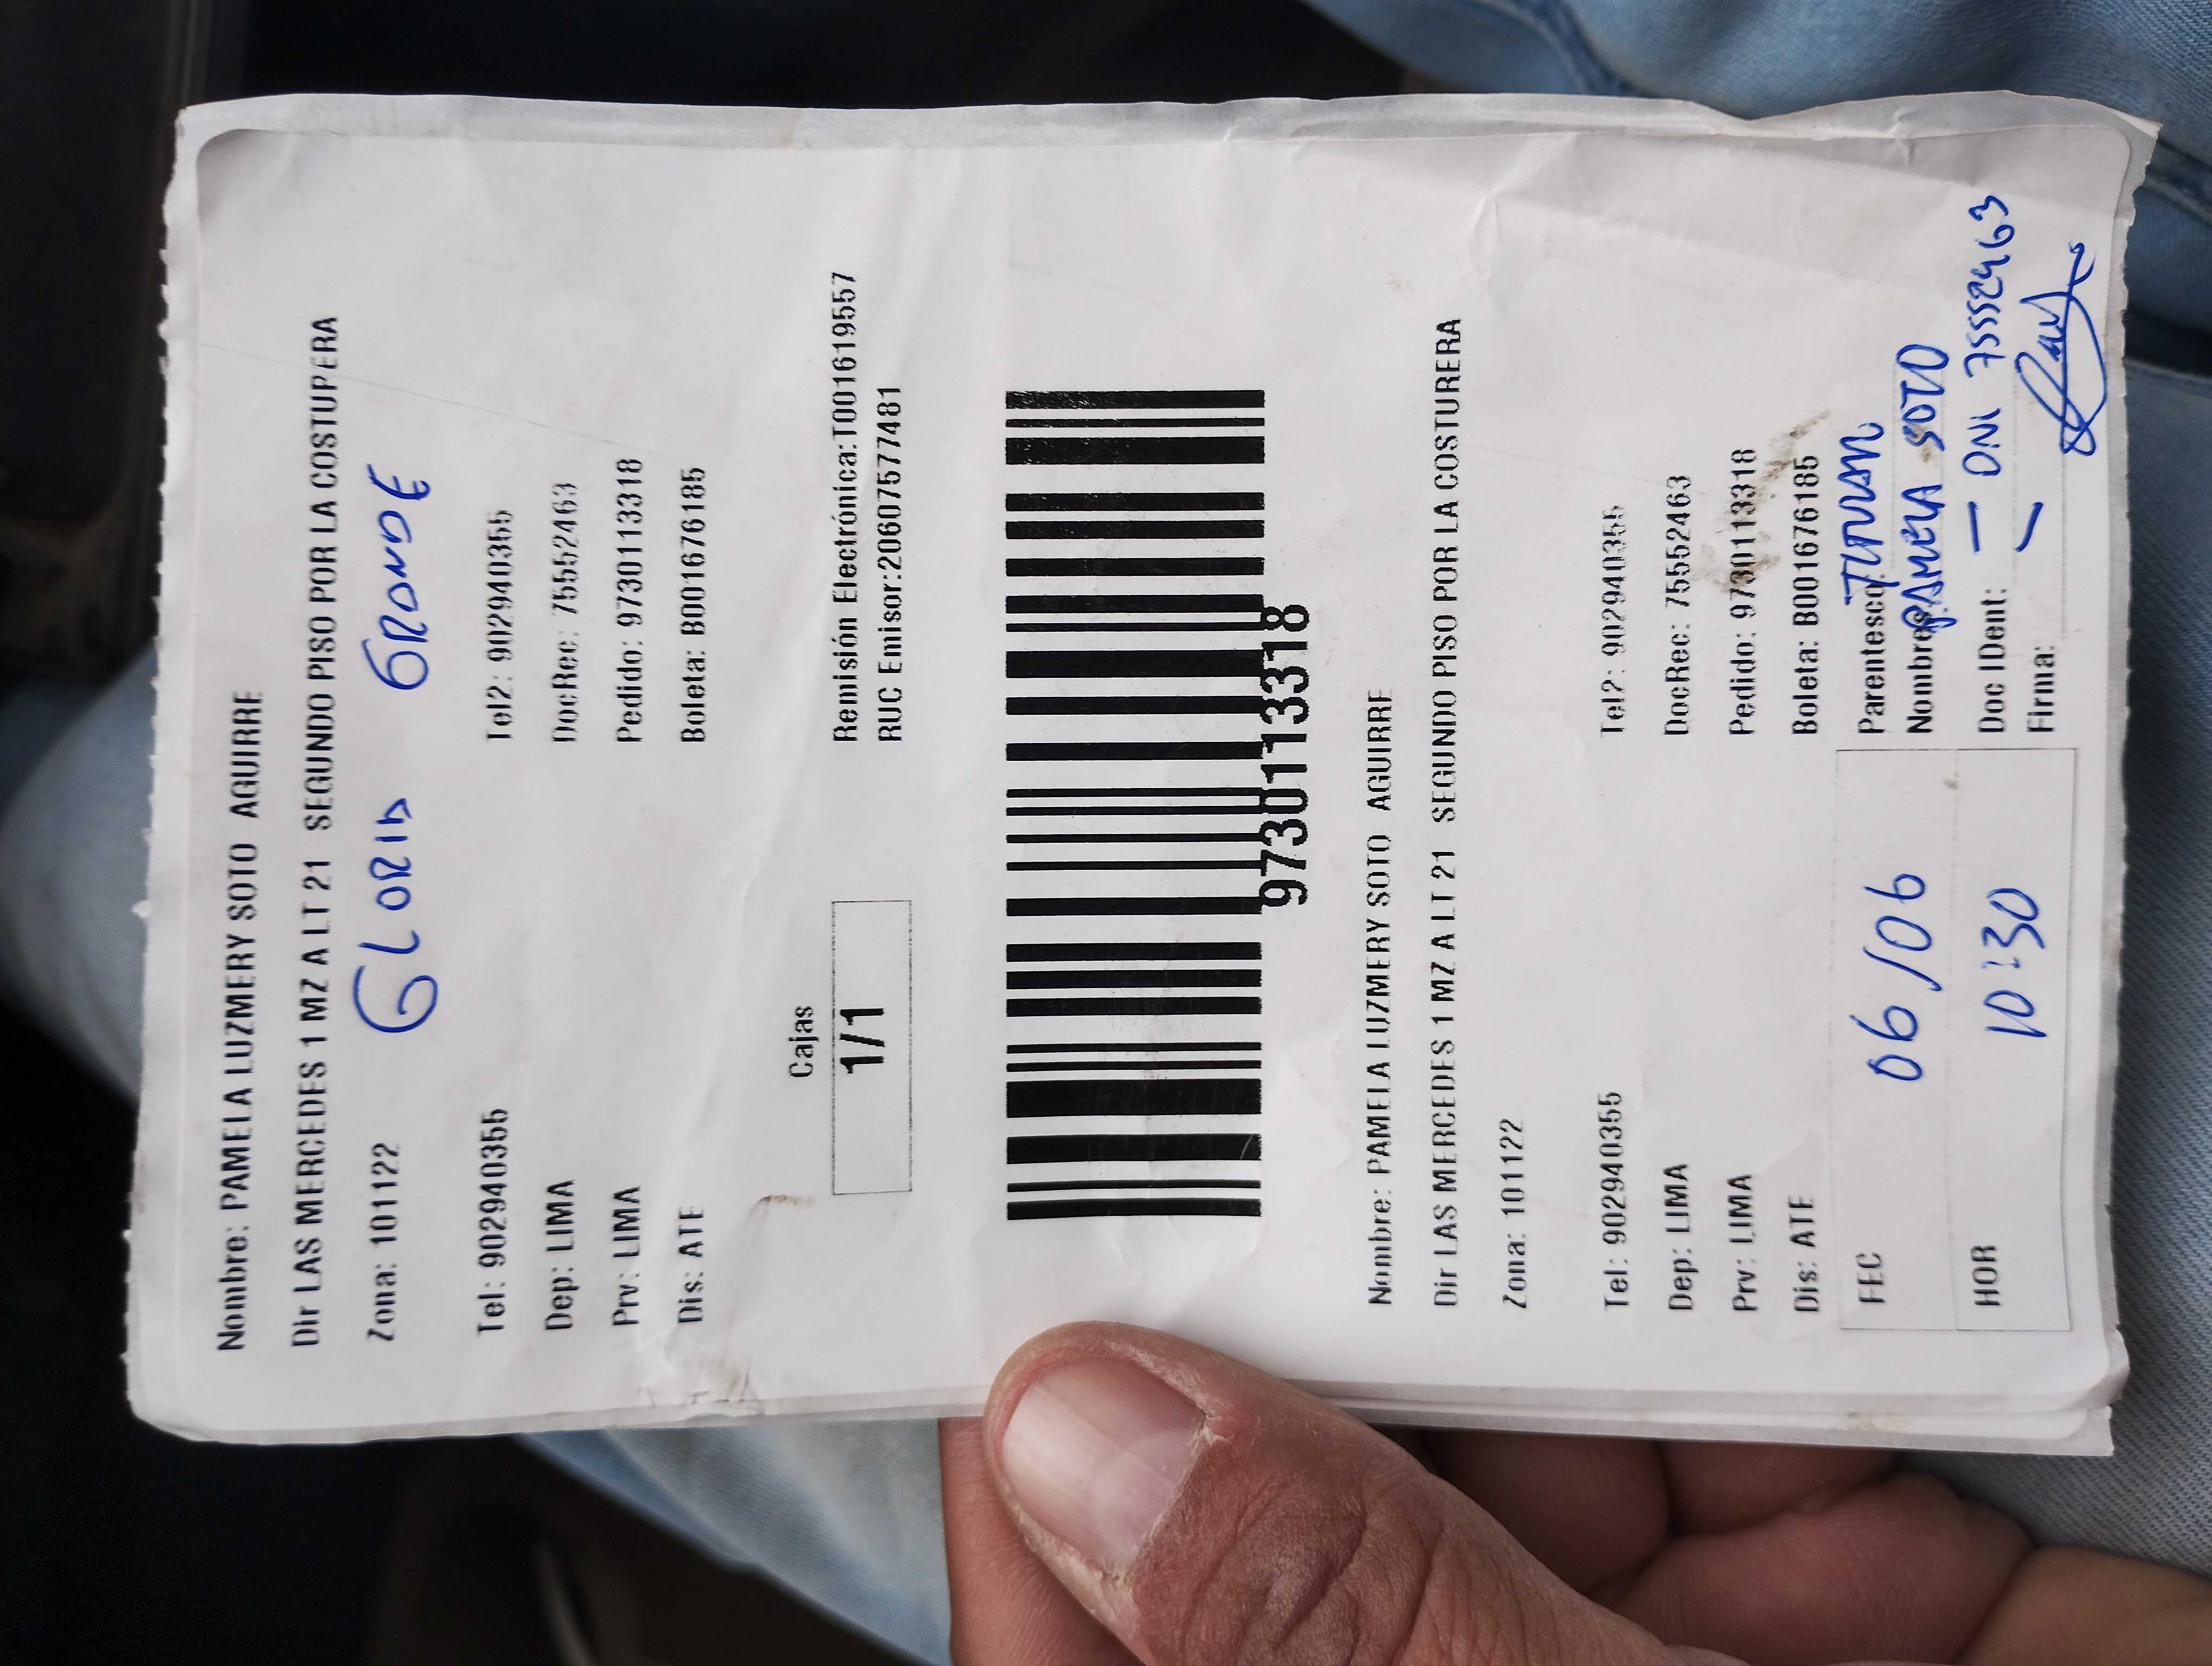 Nombre: PAMELA LUZMERY SOTO AGUIRRE
Dir LAS MERCEDES 1 MZ A LT 21 SEGUNDO PISO POR LA COSTUPERA
Zona: 101122 GLORIA GRANDE
Tel: 902940355 Tel2: 902940355
Dep: LIMA DocRec: 75552463
Prv: LIMA Pedido: 9730113318
Dis: ATE Boleta: B001676185
Cajas
1/1
Remisión Electrónica:T001619557
RUC Emisor:20607577481
9730113318
Nombre: PAMELA LUZMERY SOTO AGUIRRE
Dir LAS MERCEDES 1 MZ A LT 21 SEGUNDO PISO POR LA COSTURERA
Zona: 101122
Tel: 902940355 Tel2: 902940355
Dep: LIMA DocRec: 75552463
Prv: LIMA Pedido: 9730113318
Dis: ATE Boleta: B001676185
FEC 06/06 Parentesco: TITULAR
Nombre: PAMELA SOTO
HOR 10:30 Doc IDent: — DNI 75552463
Firma: